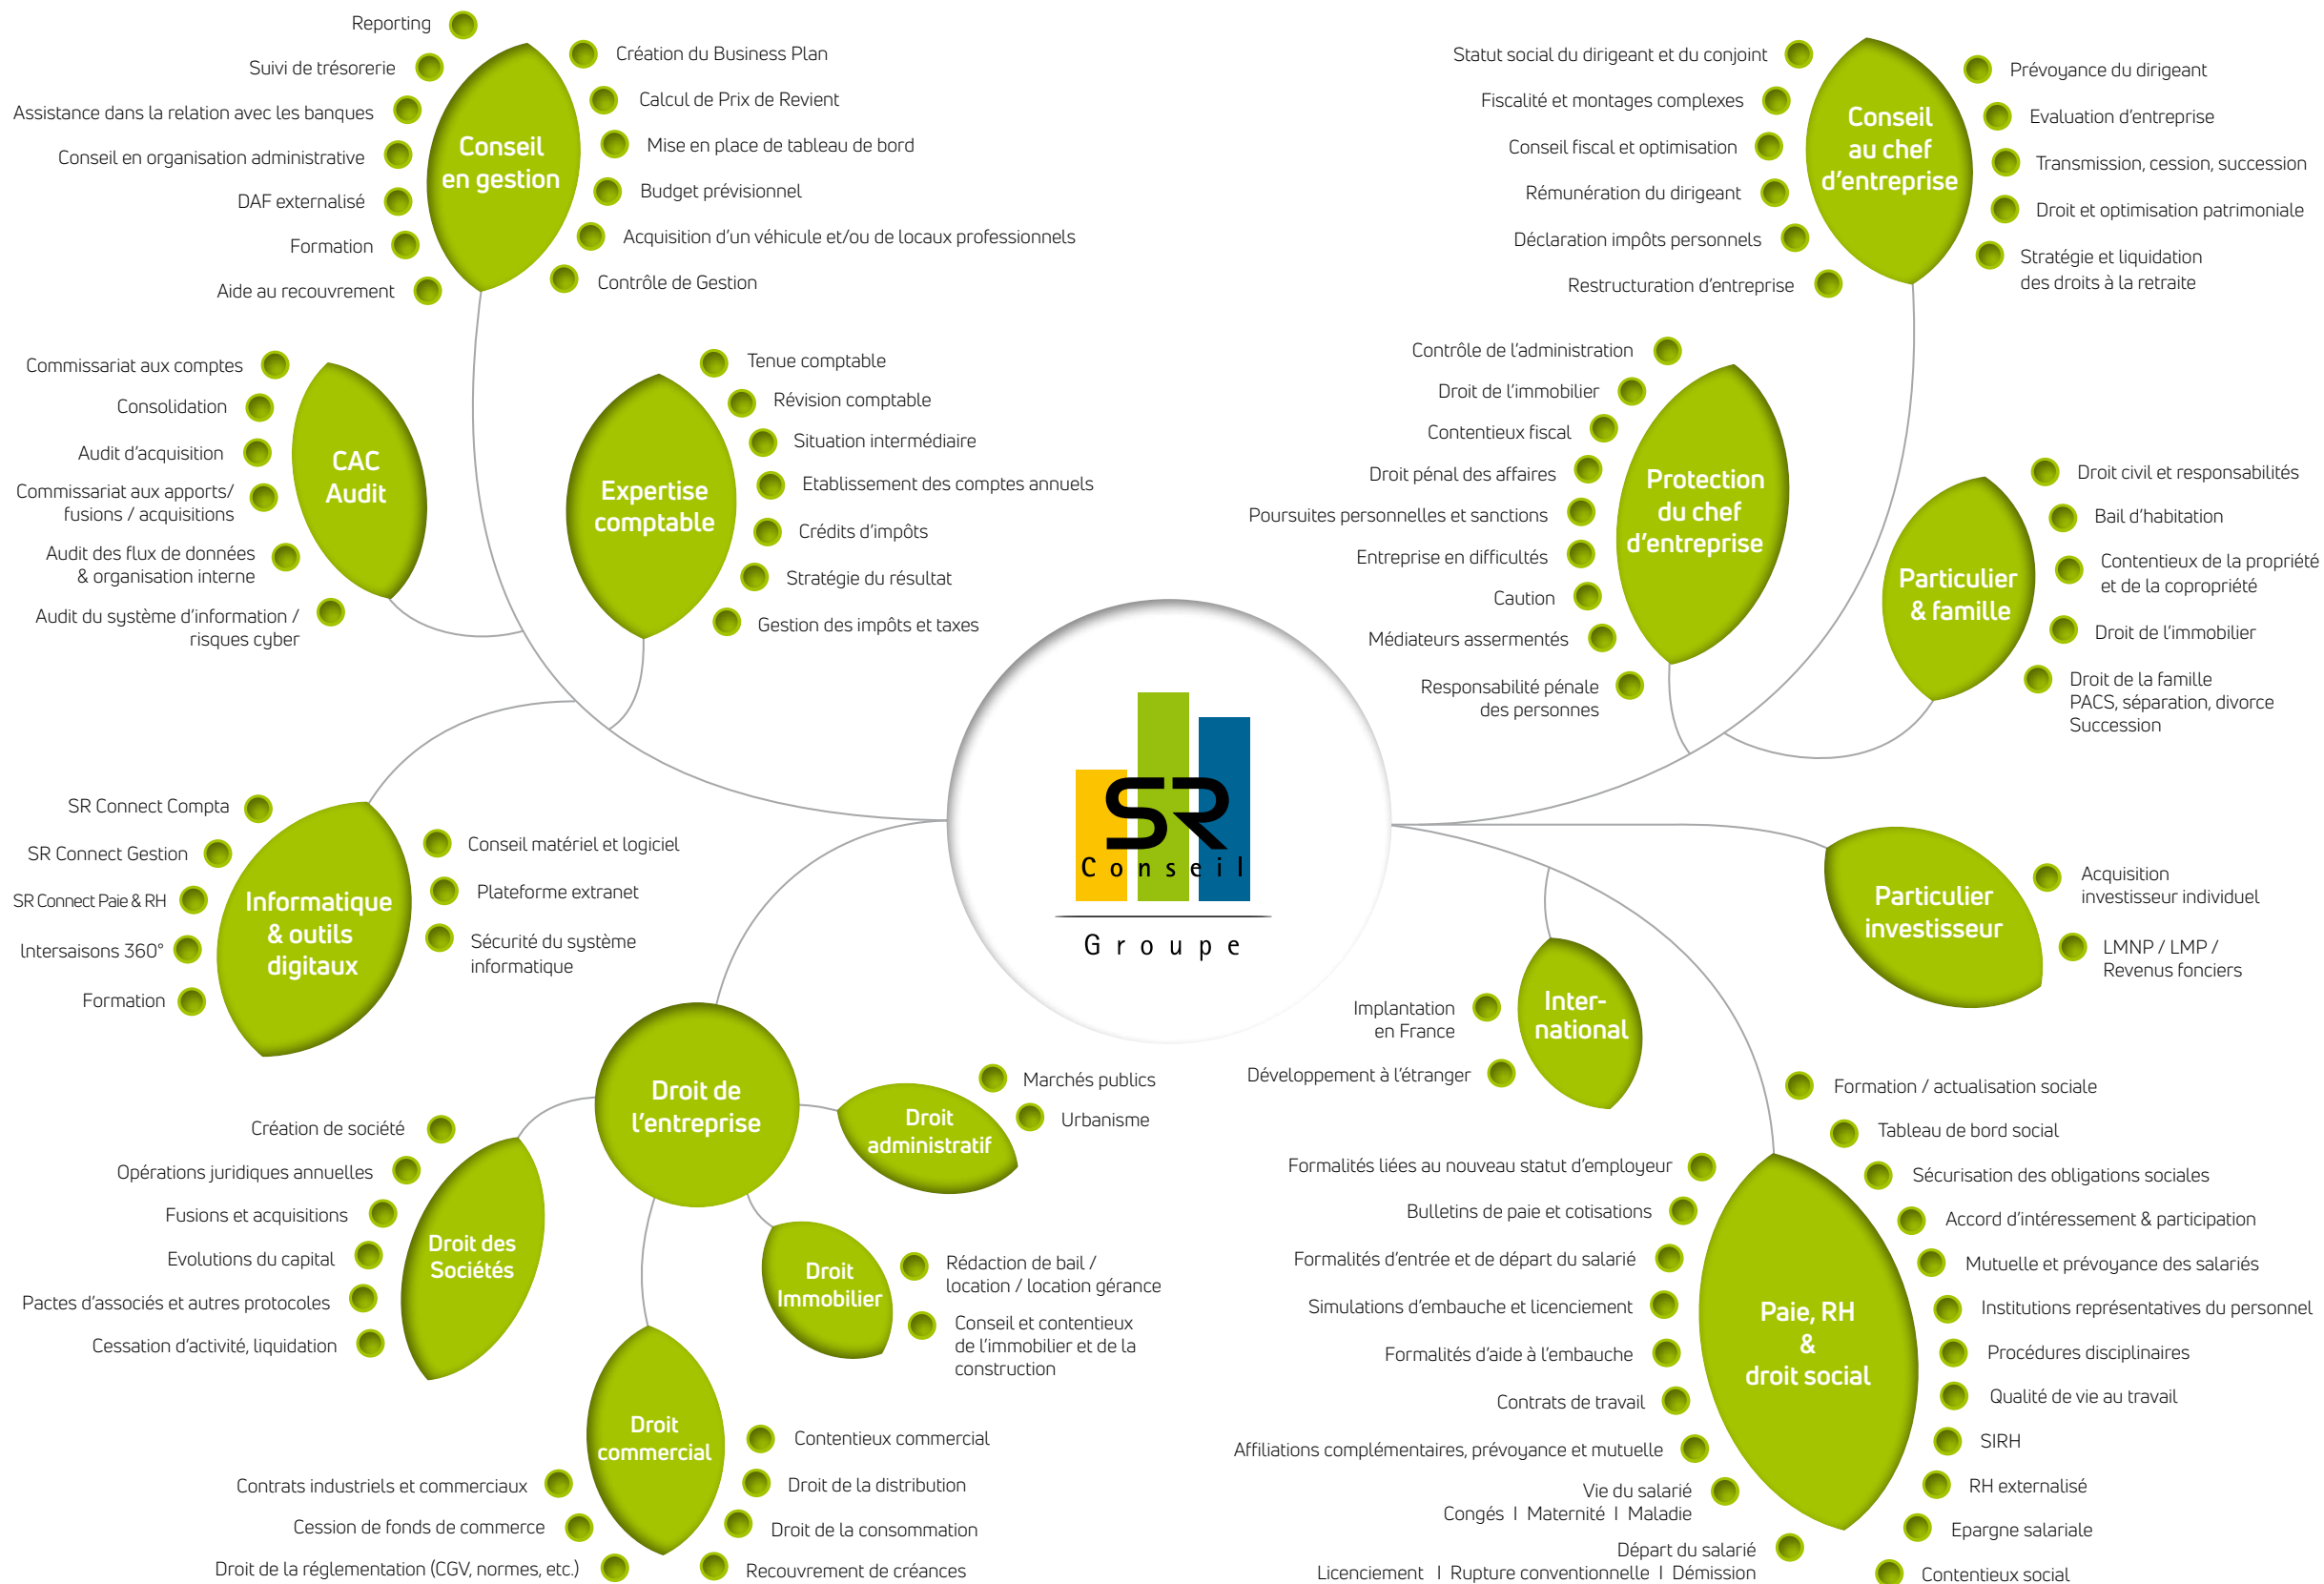 Reporting
Suivi de trésorerie
Assistance dans la relation avec les banques
Conseil en organisation administrative
DAF externalisé
Formation
Aide au recouvrement
Conseil
en gestion
Création du Business Plan
Calcul de Prix de Revient
Mise en place de tableau de bord
Budget prévisionnel
Acquisition d'un véhicule et/ou de locaux professionnels
Contrôle de Gestion
Commissariat aux comptes
Consolidation
Audit d'acquisition
Commissariat aux apports/
fusions / acquisitions
Audit des flux de données
& organisation interne
Audit du système d'information /
risques cyber
CAC
Audit
Expertise
comptable
Tenue comptable
Révision comptable
Situation intermédiaire
Etablissement des comptes annuels
Crédits d'impôts
Stratégie du résultat
Gestion des impôts et taxes
SR Connect Compta
SR Connect Gestion
SR Connect Paie & RH
Intersaisons 360°
Formation
Informatique
& outils
digitaux
Conseil matériel et logiciel
Plateforme extranet
Sécurité du système
informatique
SR
Conseil
Groupe
Statut social du dirigeant et du conjoint
Fiscalité et montages complexes
Conseil fiscal et optimisation
Rémunération du dirigeant
Déclaration impôts personnels
Restructuration d'entreprise
Conseil
au chef
d'entreprise
Prévoyance du dirigeant
Evaluation d'entreprise
Transmission, cession, succession
Droit et optimisation patrimoniale
Stratégie et liquidation
des droits à la retraite
Contrôle de l'administration
Droit de l'immobilier
Contentieux fiscal
Droit pénal des affaires
Poursuites personnelles et sanctions
Entreprise en difficultés
Caution
Médiateurs assermentés
Responsabilité pénale
des personnes
Protection
du chef
d'entreprise
Particulier
& famille
Droit civil et responsabilités
Bail d'habitation
Contentieux de la propriété
et de la copropriété
Droit de l'immobilier
Droit de la famille
PACS, séparation, divorce
Succession
Particulier
investisseur
Acquisition
investisseur individuel
LMNP / LMP /
Revenus fonciers
Implantation
en France
Développement à l'étranger
Inter-
national
Droit de
l'entreprise
Droit
administratif
Marchés publics
Urbanisme
Création de société
Opérations juridiques annuelles
Fusions et acquisitions
Evolutions du capital
Pactes d'associés et autres protocoles
Cessation d'activité, liquidation
Droit des
Sociétés
Droit
Immobilier
Rédaction de bail /
location / location gérance
Conseil et contentieux
de l'immobilier et de la
construction
Droit
commercial
Contrats industriels et commerciaux
Cession de fonds de commerce
Droit de la réglementation (CGV, normes, etc.)
Contentieux commercial
Droit de la distribution
Droit de la consommation
Recouvrement de créances
Formalités liées au nouveau statut d'employeur
Bulletins de paie et cotisations
Formalités d'entrée et de départ du salarié
Simulations d'embauche et licenciement
Formalités d'aide à l'embauche
Contrats de travail
Affiliations complémentaires, prévoyance et mutuelle
Vie du salarié
Congés I Maternité I Maladie
Départ du salarié
Licenciement I Rupture conventionnelle I Démission
Paie, RH
&
droit social
Formation / actualisation sociale
Tableau de bord social
Sécurisation des obligations sociales
Accord d'intéressement & participation
Mutuelle et prévoyance des salariés
Institutions représentatives du personnel
Procédures disciplinaires
Qualité de vie au travail
SIRH
RH externalisé
Epargne salariale
Contentieux social